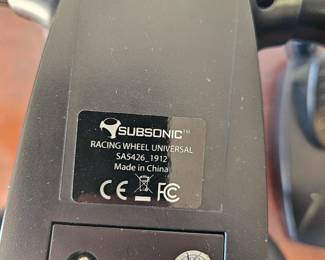 SUBSONIC™
RACING WHEEL UNIVERSAL
SA5426_1912
Made in China
CE FC